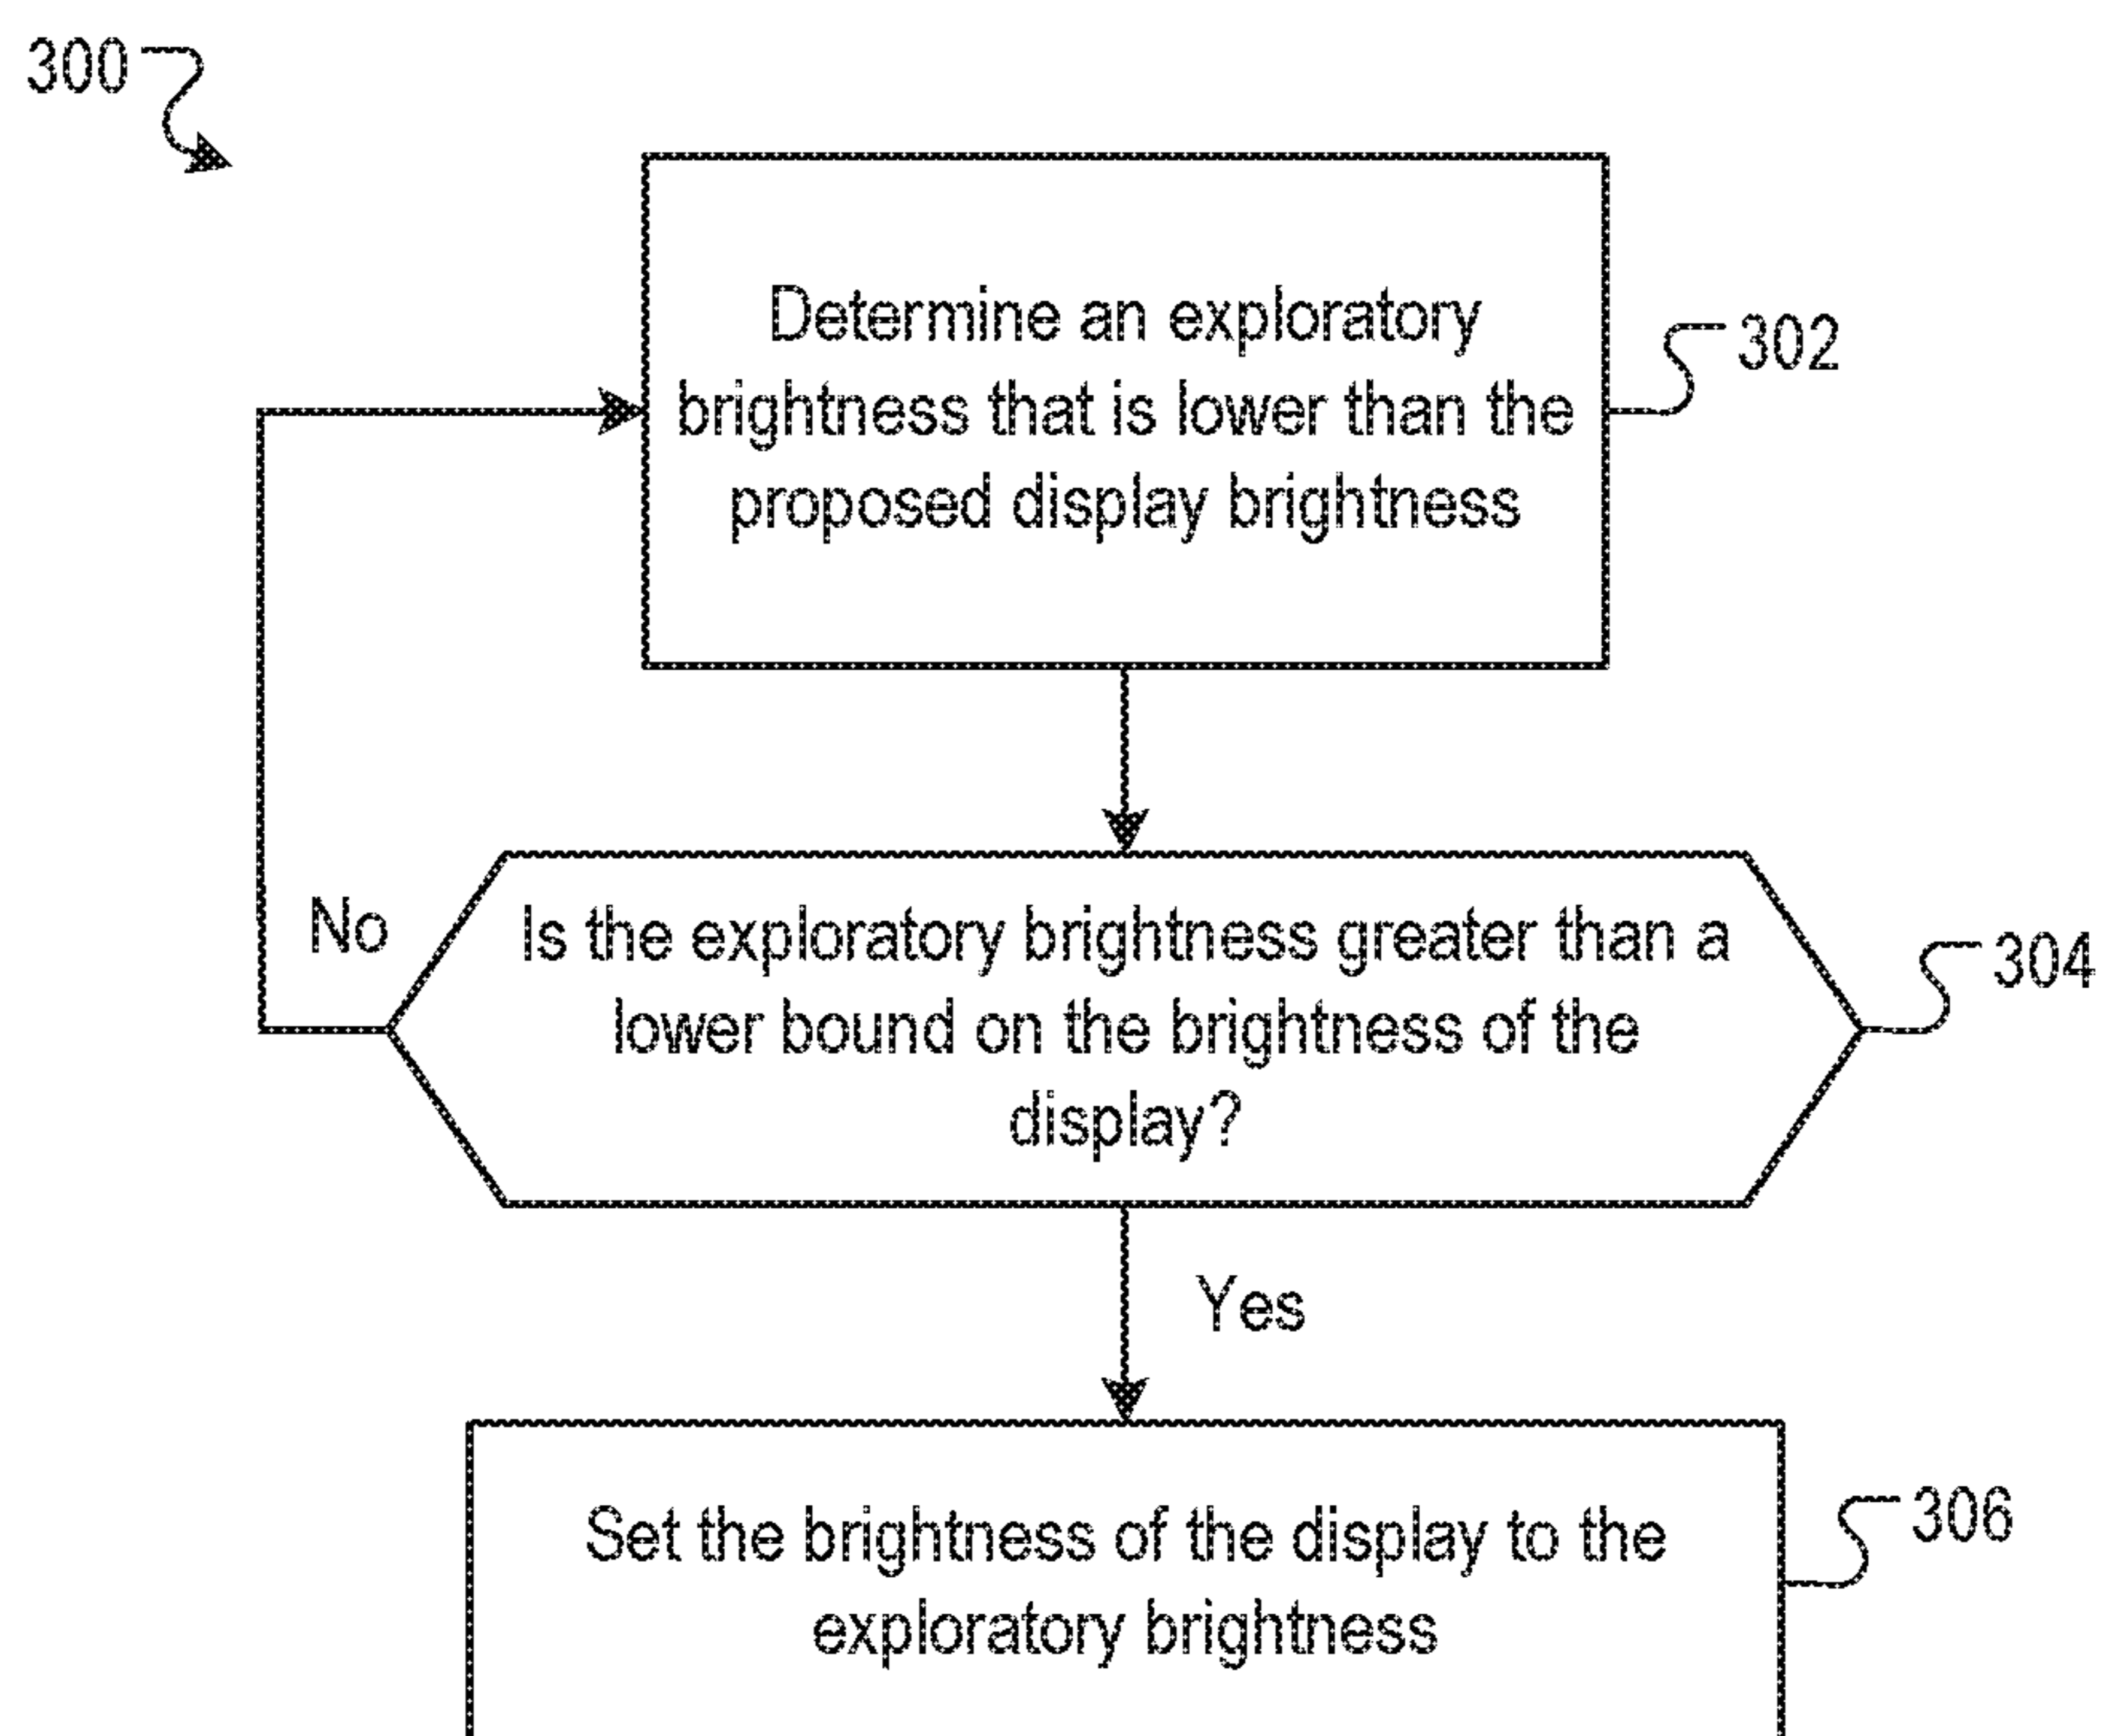 300
Determine an exploratory
brightness that is lower than the
proposed display brightness
302
No
Is the exploratory brightness greater than a
lower bound on the brightness of the
display?
304
Yes
Set the brightness of the display to the
exploratory brightness
306